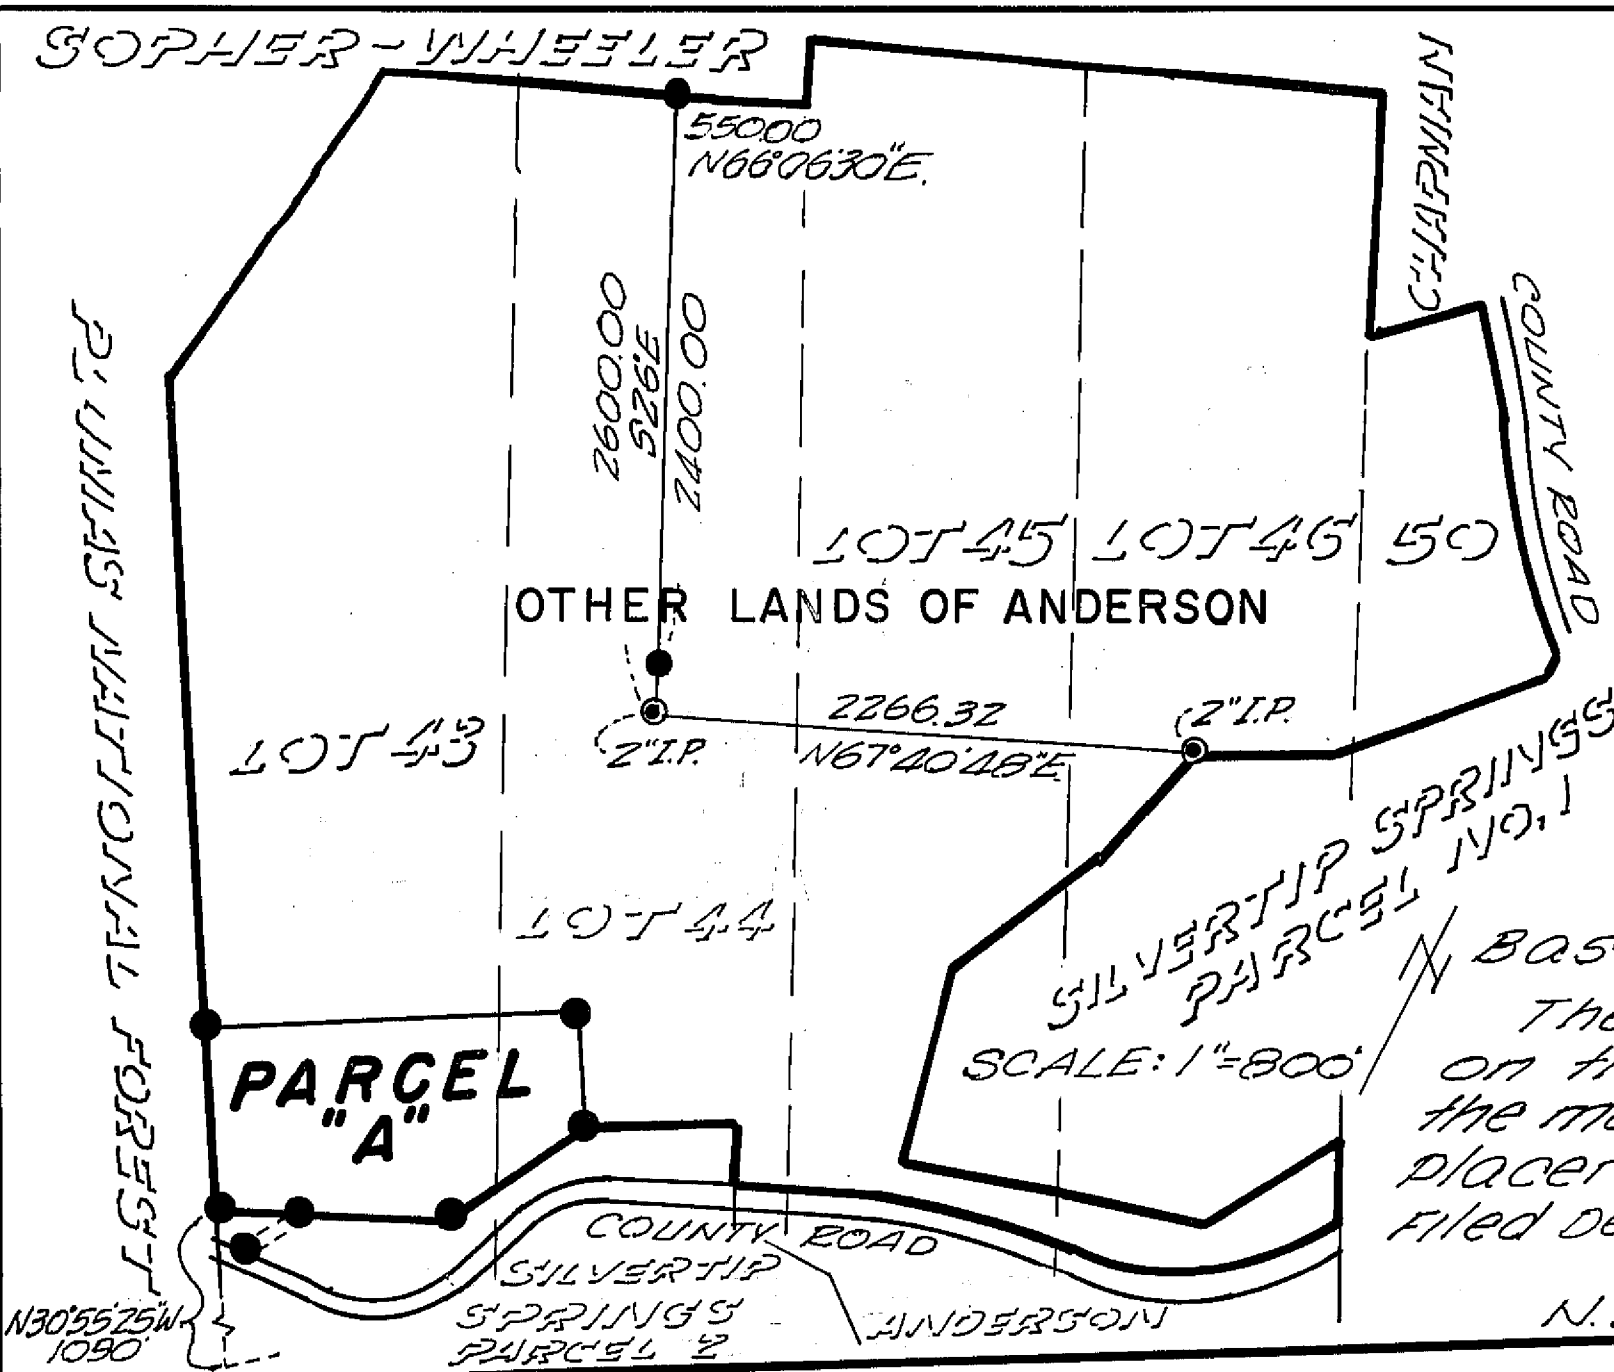 SOPHER-WHEELER
CHAPMAN
550.00
N66°06'30"E.
2600.00
S26°E
2400.00
COUNTY ROAD
PLUMAS NATIONAL FOREST
LOT 45 LOT 46 50
OTHER LANDS OF ANDERSON
LOT 43
2"I.P.
2266.32
N67°40'48"E
2"I.P.
SILVERTIP SPRINGS
PARCEL NO. 1
LOT 44
N
SCALE: 1"=800'
PARCEL
"A"
Bas
The
on th
the ma
placer
Filed De
N.
COUNTY ROAD
SILVERTIP
SPRINGS
PARCEL 2
ANDERSON
N30°55'25"W
1090'